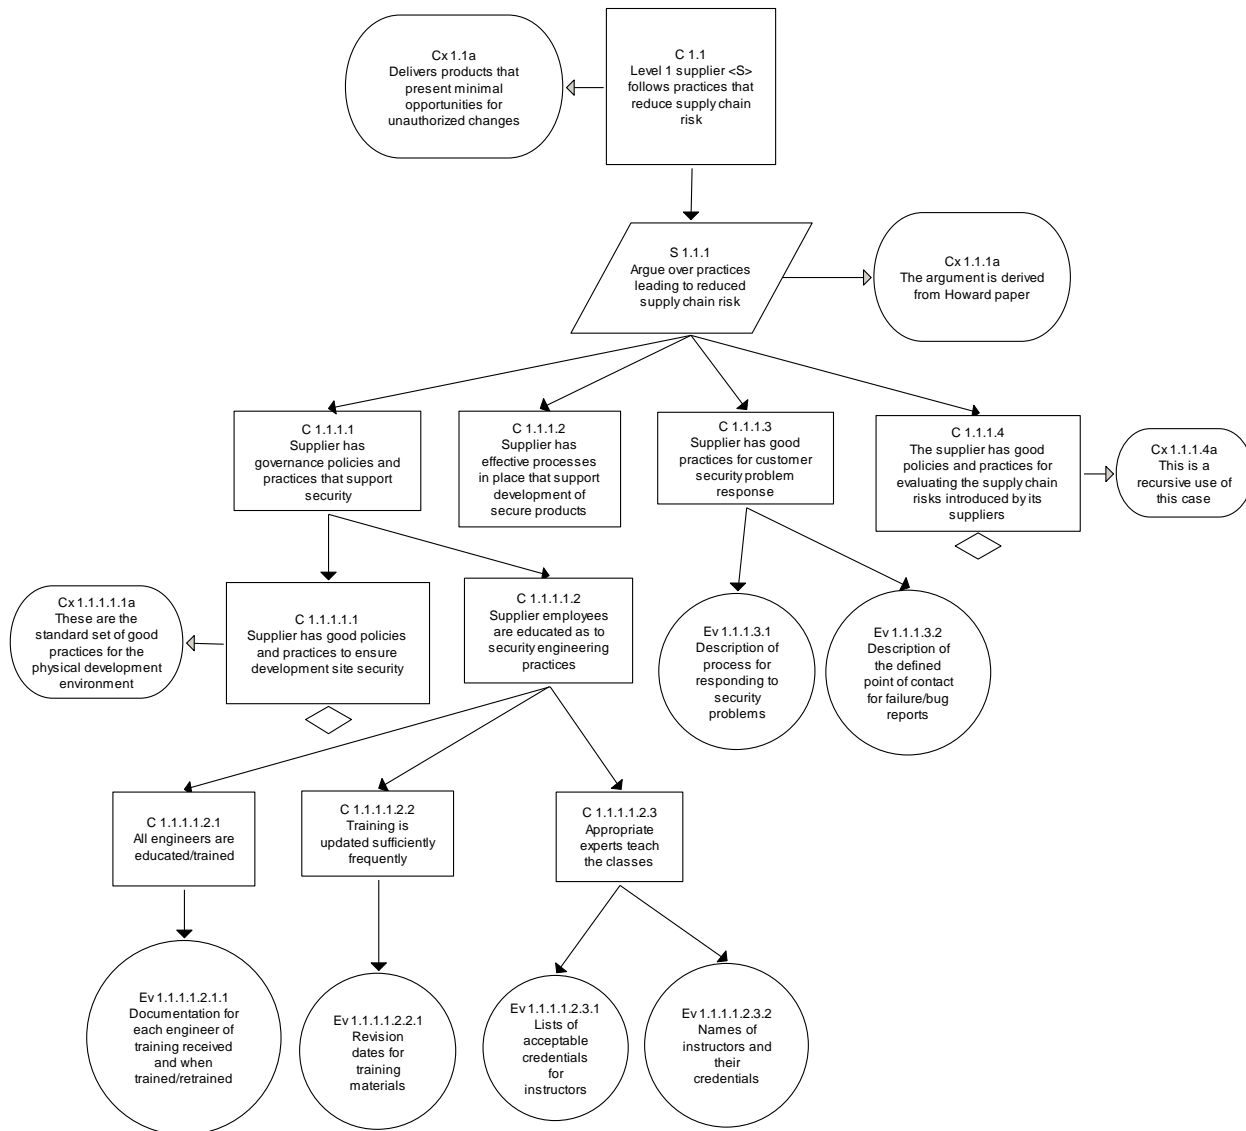 Cx 1.1a
Delivers products that
present minimal
opportunities for
unauthorized changes
C 1.1
Level 1 supplier <S>
follows practices that
reduce supply chain
risk
S 1.1.1
Argue over practices
leading to reduced
supply chain risk
Cx 1.1.1a
The argument is derived
from Howard paper
C 1.1.1.1
Supplier has
governance policies and
practices that support
security
C 1.1.1.2
Supplier has
effective processes
in place that support
development of
secure products
C 1.1.1.3
Supplier has good
practices for customer
security problem
response
C 1.1.1.4
The supplier has good
policies and practices for
evaluating the supply chain
risks introduced by its
suppliers
Cx 1.1.1.4a
This is a
recursive use of
this case
Cx 1.1.1.1.1a
These are the
standard set of good
practices for the
physical development
environment
C 1.1.1.1.1
Supplier has good policies
and practices to ensure
development site security
C 1.1.1.1.2
Supplier employees
are educated as to
security engineering
practices
Ev 1.1.1.3.1
Description of
process for
responding to
security
problems
Ev 1.1.1.3.2
Description of
the defined
point of contact
for failure/bug
reports
C 1.1.1.1.2.1
All engineers are
educated/trained
C 1.1.1.1.2.2
Training is
updated sufficiently
frequently
C 1.1.1.1.2.3
Appropriate
experts teach
the classes
Ev 1.1.1.1.2.1.1
Documentation for
each engineer of
training received
and when
trained/retrained
Ev 1.1.1.1.2.2.1
Revision
dates for
training
materials
Ev 1.1.1.1.2.3.1
Lists of
acceptable
credentials
for
instructors
Ev 1.1.1.1.2.3.2
Names of
instructors and
their
credentials